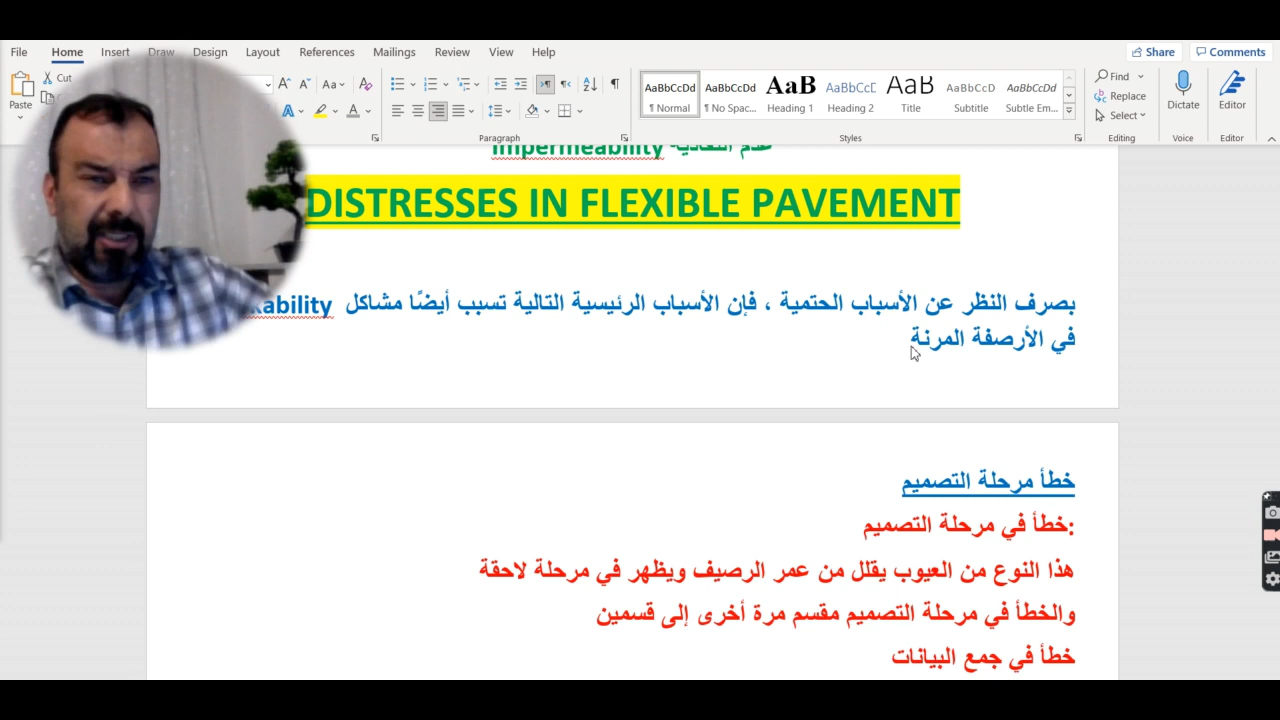 File Home Insert Draw Design Layout References Mailings Review View Help Share Comments
Paste Cut Aa
AaBbCcDd AaBbCcDd AaB AaBbCcD AaB AaBbCcD AaBbCcDd
¶ Normal ¶ No Spac... Heading 1 Heading 2 Title Subtitle Subtle Em...
Find
Replace
Select
Dictate
Editor
Paragraph Styles Editing Voice Editor
عدم النفاذية Impermeability
DISTRESSES IN FLEXIBLE PAVEMENT
بصرف النظر عن الأسباب الحتمية ، فإن الأسباب الرئيسية التالية تسبب أيضًا مشاكل
في الأرصفة المرنة
خطأ مرحلة التصميم
خطأ في مرحلة التصميم:
هذا النوع من العيوب يقلل من عمر الرصيف ويظهر في مرحلة لاحقة
والخطأ في مرحلة التصميم مقسم مرة أخرى إلى قسمين
خطأ في جمع البيانات